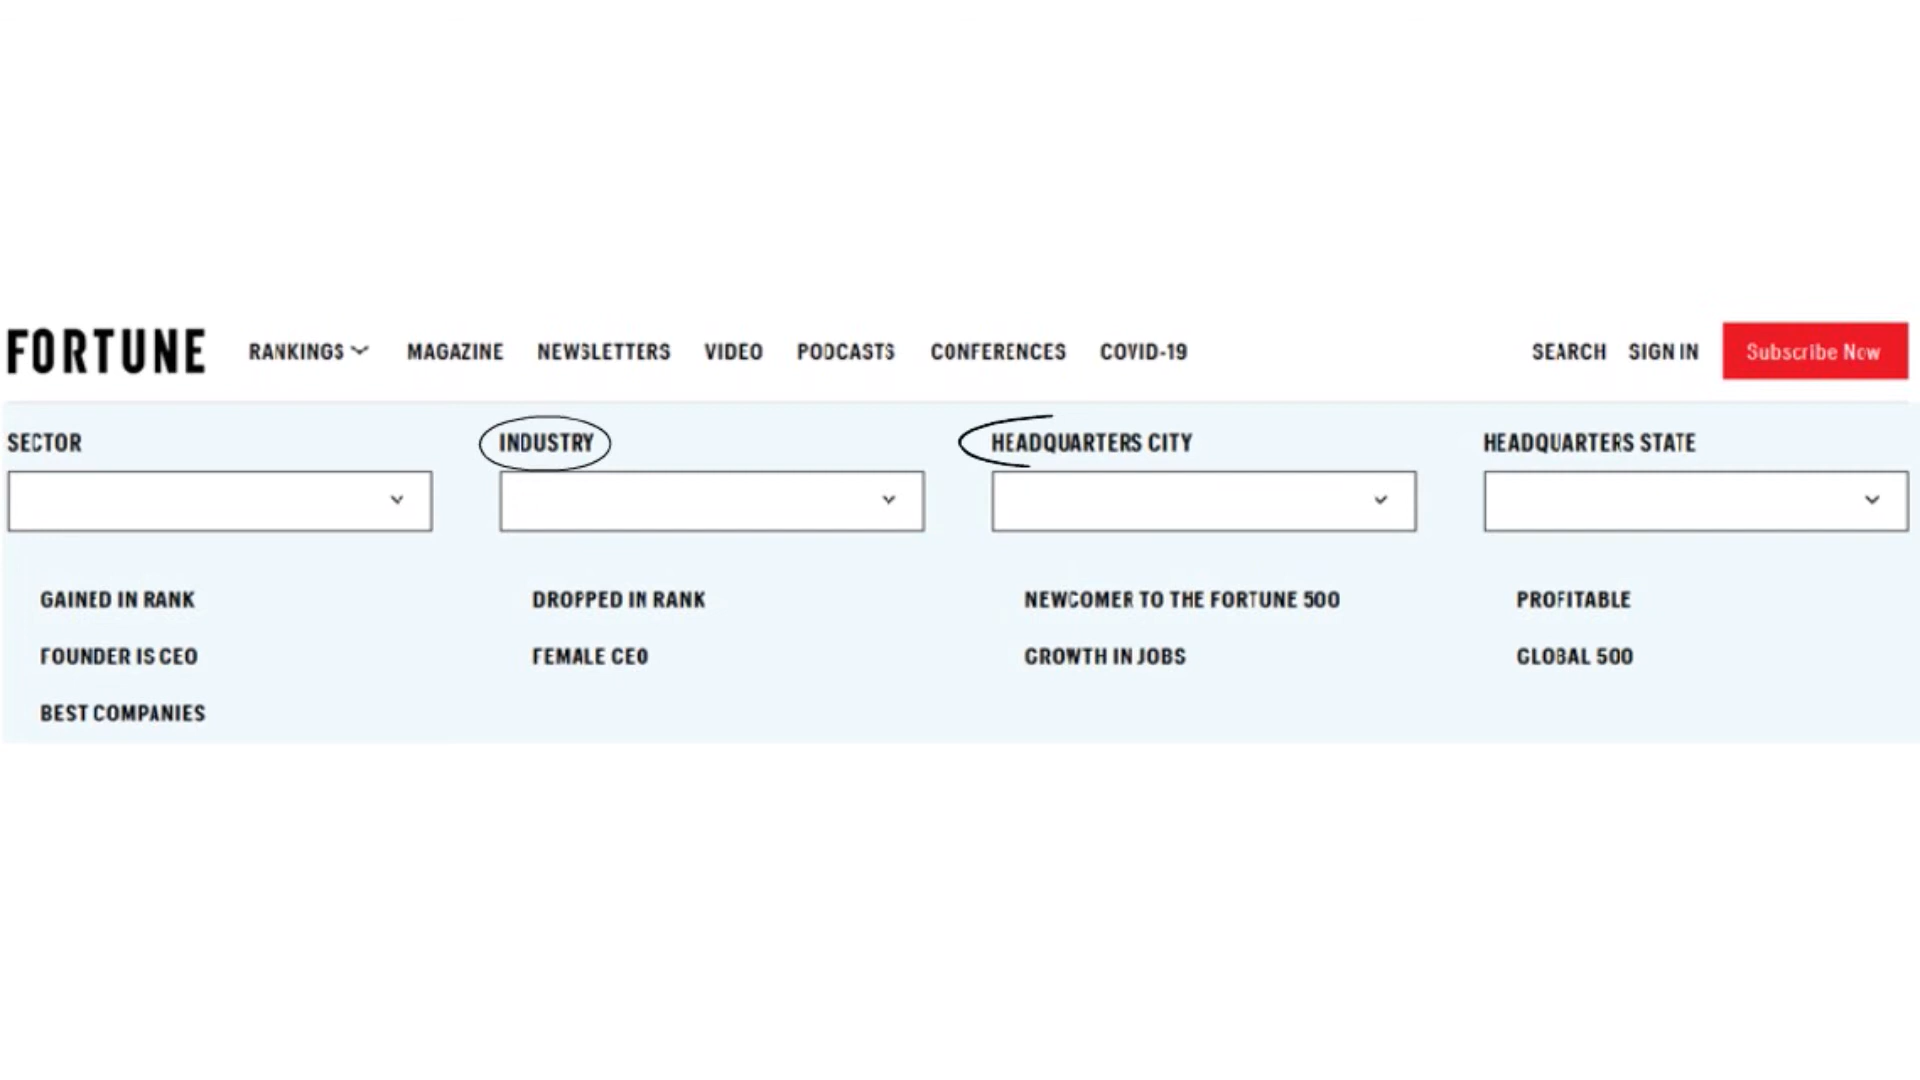 FORTUNE RANKINGS MAGAZINE NEWSLETTERS VIDEO PODCASTS CONFERENCES COVID-19 SEARCH SIGN IN Subscribe Now
SECTOR INDUSTRY HEADQUARTERS CITY HEADQUARTERS STATE
GAINED IN RANK DROPPED IN RANK NEWCOMER TO THE FORTUNE 500 PROFITABLE
FOUNDER IS CEO FEMALE CEO GROWTH IN JOBS GLOBAL 500
BEST COMPANIES